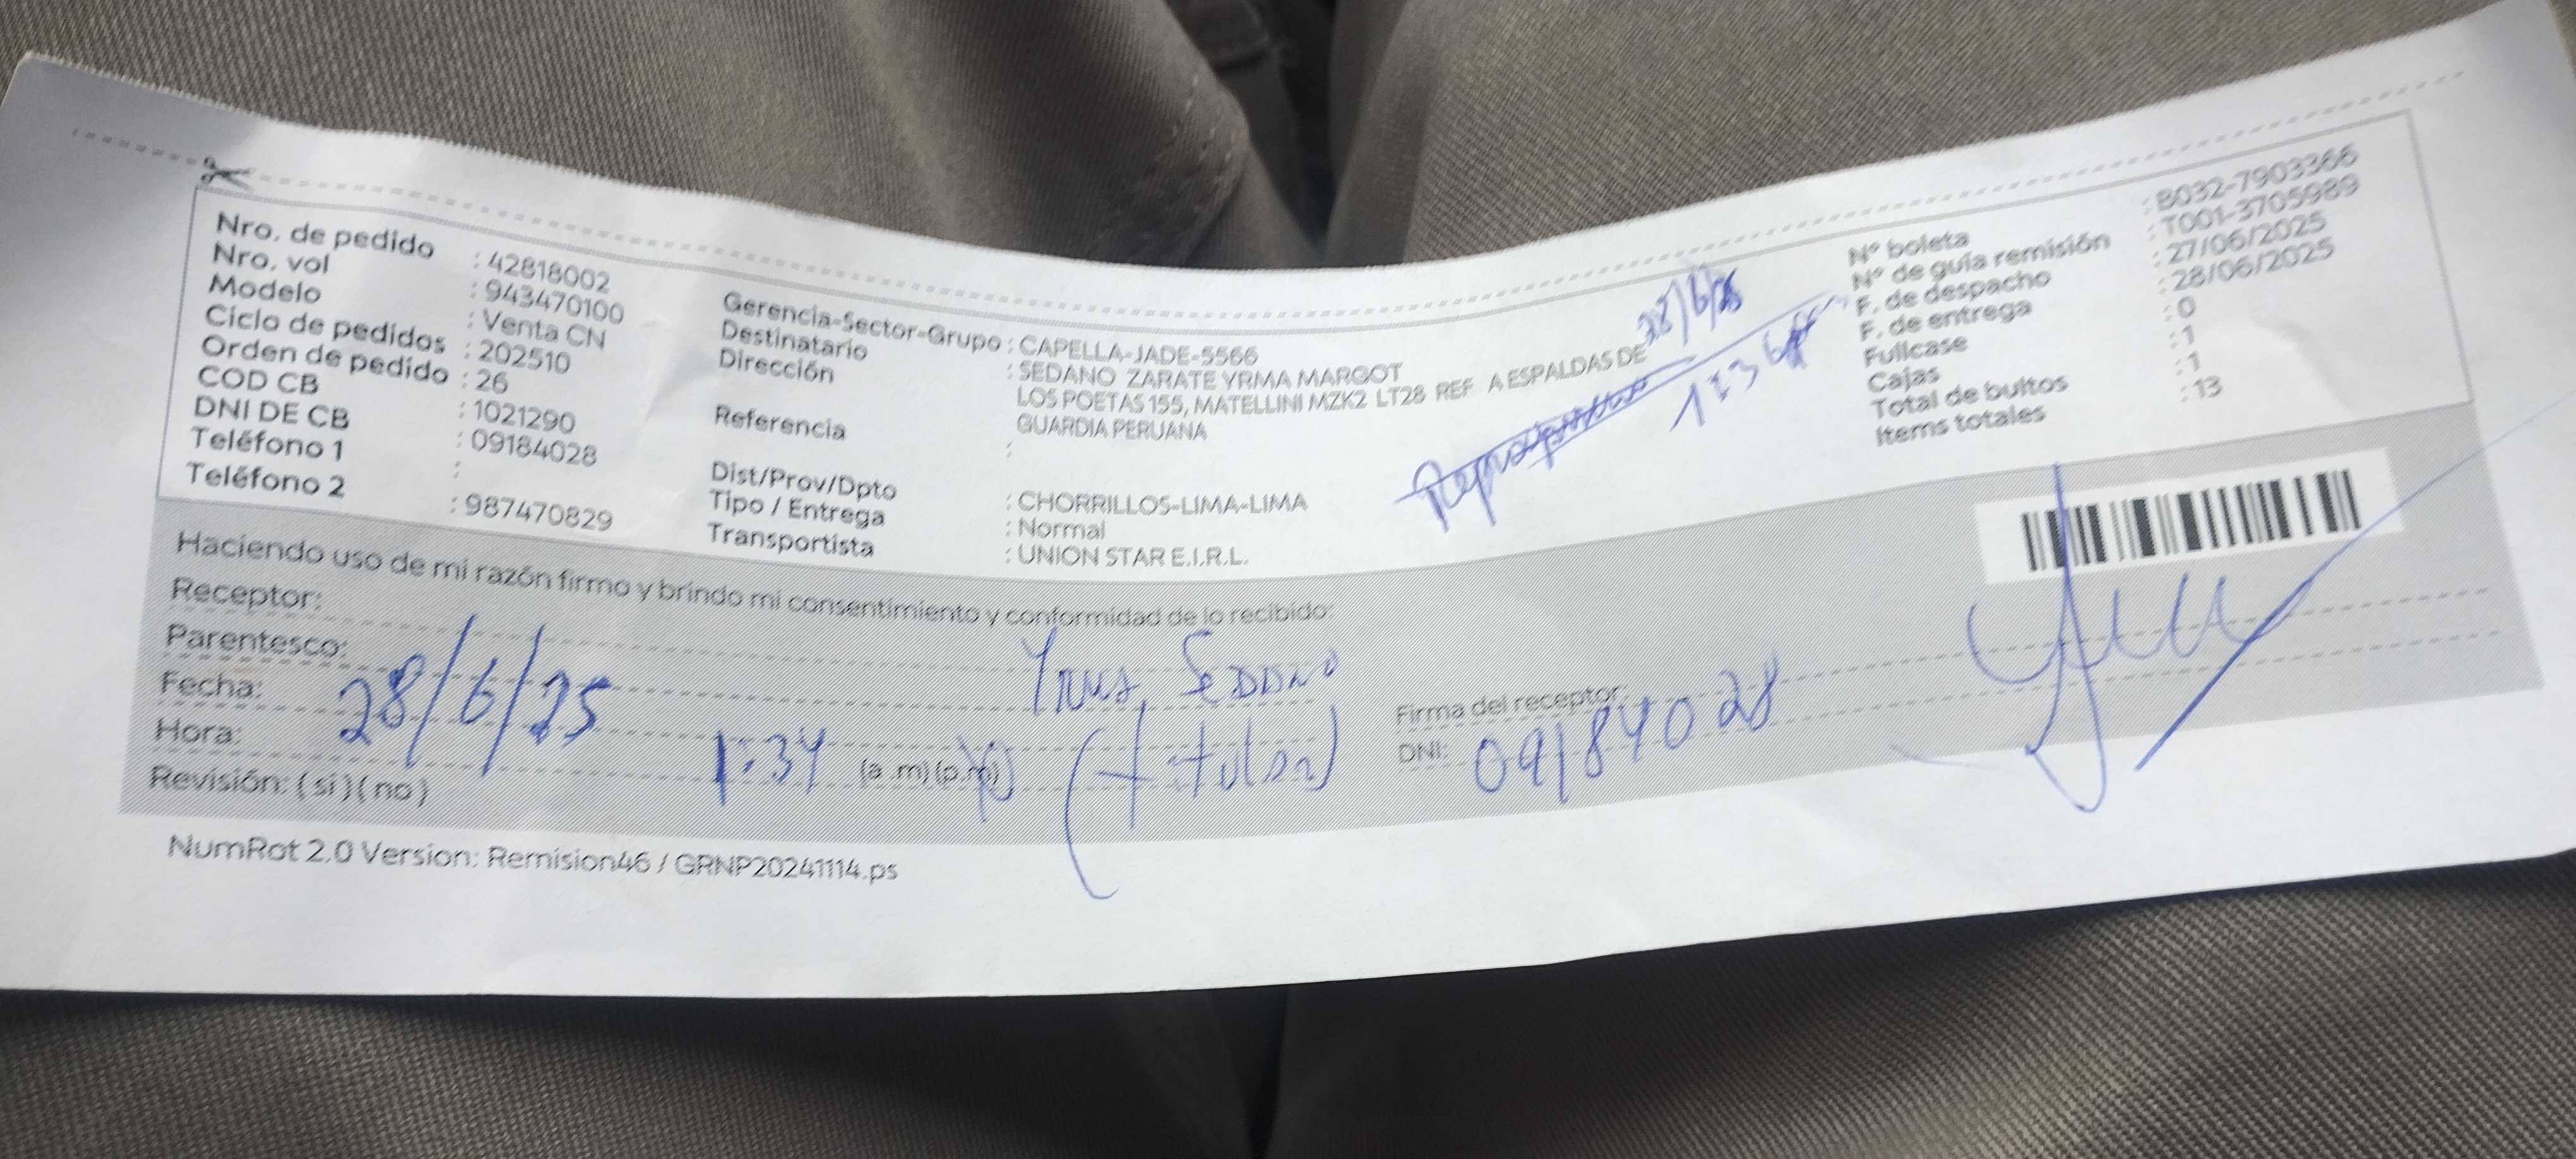 Nro. de pedido : 42818002
Nro. vol : 943470100
Modelo : Venta CN
Ciclo de pedidos : 202510
Orden de pedido : 26
COD CB : 1021290
DNI DE CB : 09184028
Teléfono 1 :
Teléfono 2 : 987470829
Gerencia-Sector-Grupo : CAPELLA-JADE-5566
Destinatario : SEDANO ZARATE YRMA MARGOT
Dirección LOS POETAS 155, MATELLINI MZK2 LT28 REF A ESPALDAS DE
GUARDIA PERUANA
Referencia :
Dist/Prov/Dpto : CHORRILLOS-LIMA-LIMA
Tipo / Entrega : Normal
Transportista : UNION STAR E.I.R.L.
28/6/25
1:34
N° boleta : B032-7903366
N° de guía remisión : T001-3705989
F. de despacho : 27/06/2025
F. de entrega : 28/06/2025
Fullcase : 0
Cajas : 1
Total de bultos : 1
Items totales : 13
Haciendo uso de mi razón firmo y brindo mi consentimiento y conformidad de lo recibido:
Receptor:
Parentesco: Yrma Sedano
Fecha: 28/6/25
Hora: 1:34 (a.m) (p.m) (titular)
Revisión: ( si ) ( no )
Firma del receptor:
DNI: 09184028
NumRot 2.0 Version: Remision46 / GRNP20241114.ps